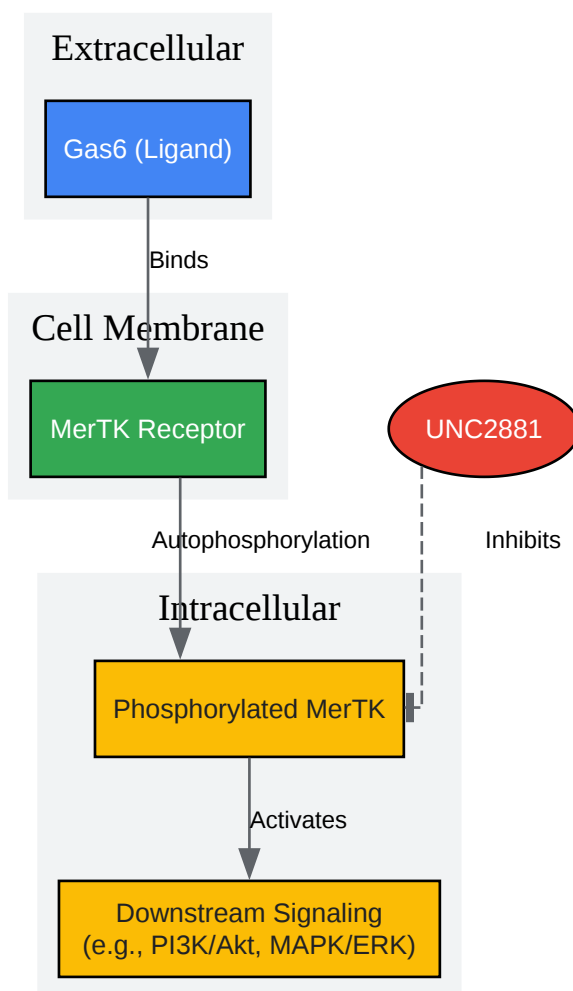 Extracellular
Gas6 (Ligand)
Binds
Cell Membrane
MerTK Receptor
UNC2881
Autophosphorylation
Inhibits
Intracellular
Phosphorylated MerTK
Activates
Downstream Signaling
(e.g., PI3K/Akt, MAPK/ERK)